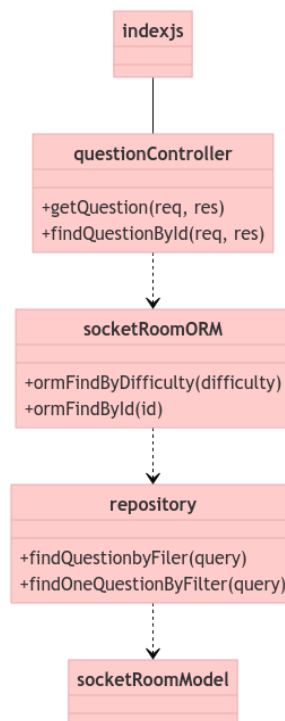 indexjs
questionController
+getQuestion(req, res)
+findQuestionById(req, res)
socketRoomORM
+ormFindByDifficulty(difficulty)
+ormFindById(id)
repository
+findQuestionbyFiler(query)
+findOneQuestionByFilter(query)
socketRoomModel